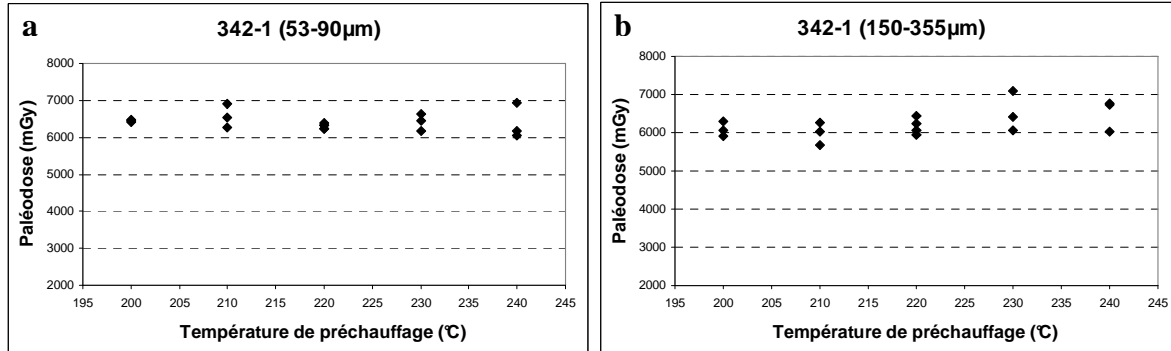 a
342-1 (53-90µm)
8000
7000
6000
5000
4000
3000
2000
Paléodose (mGy)
195 200 205 210 215 220 225 230 235 240 245
Température de préchauffage (°C)
b
342-1 (150-355µm)
8000
7000
6000
5000
4000
3000
2000
Paléodose (mGy)
195 200 205 210 215 220 225 230 235 240 245
Température de préchauffage (°C)